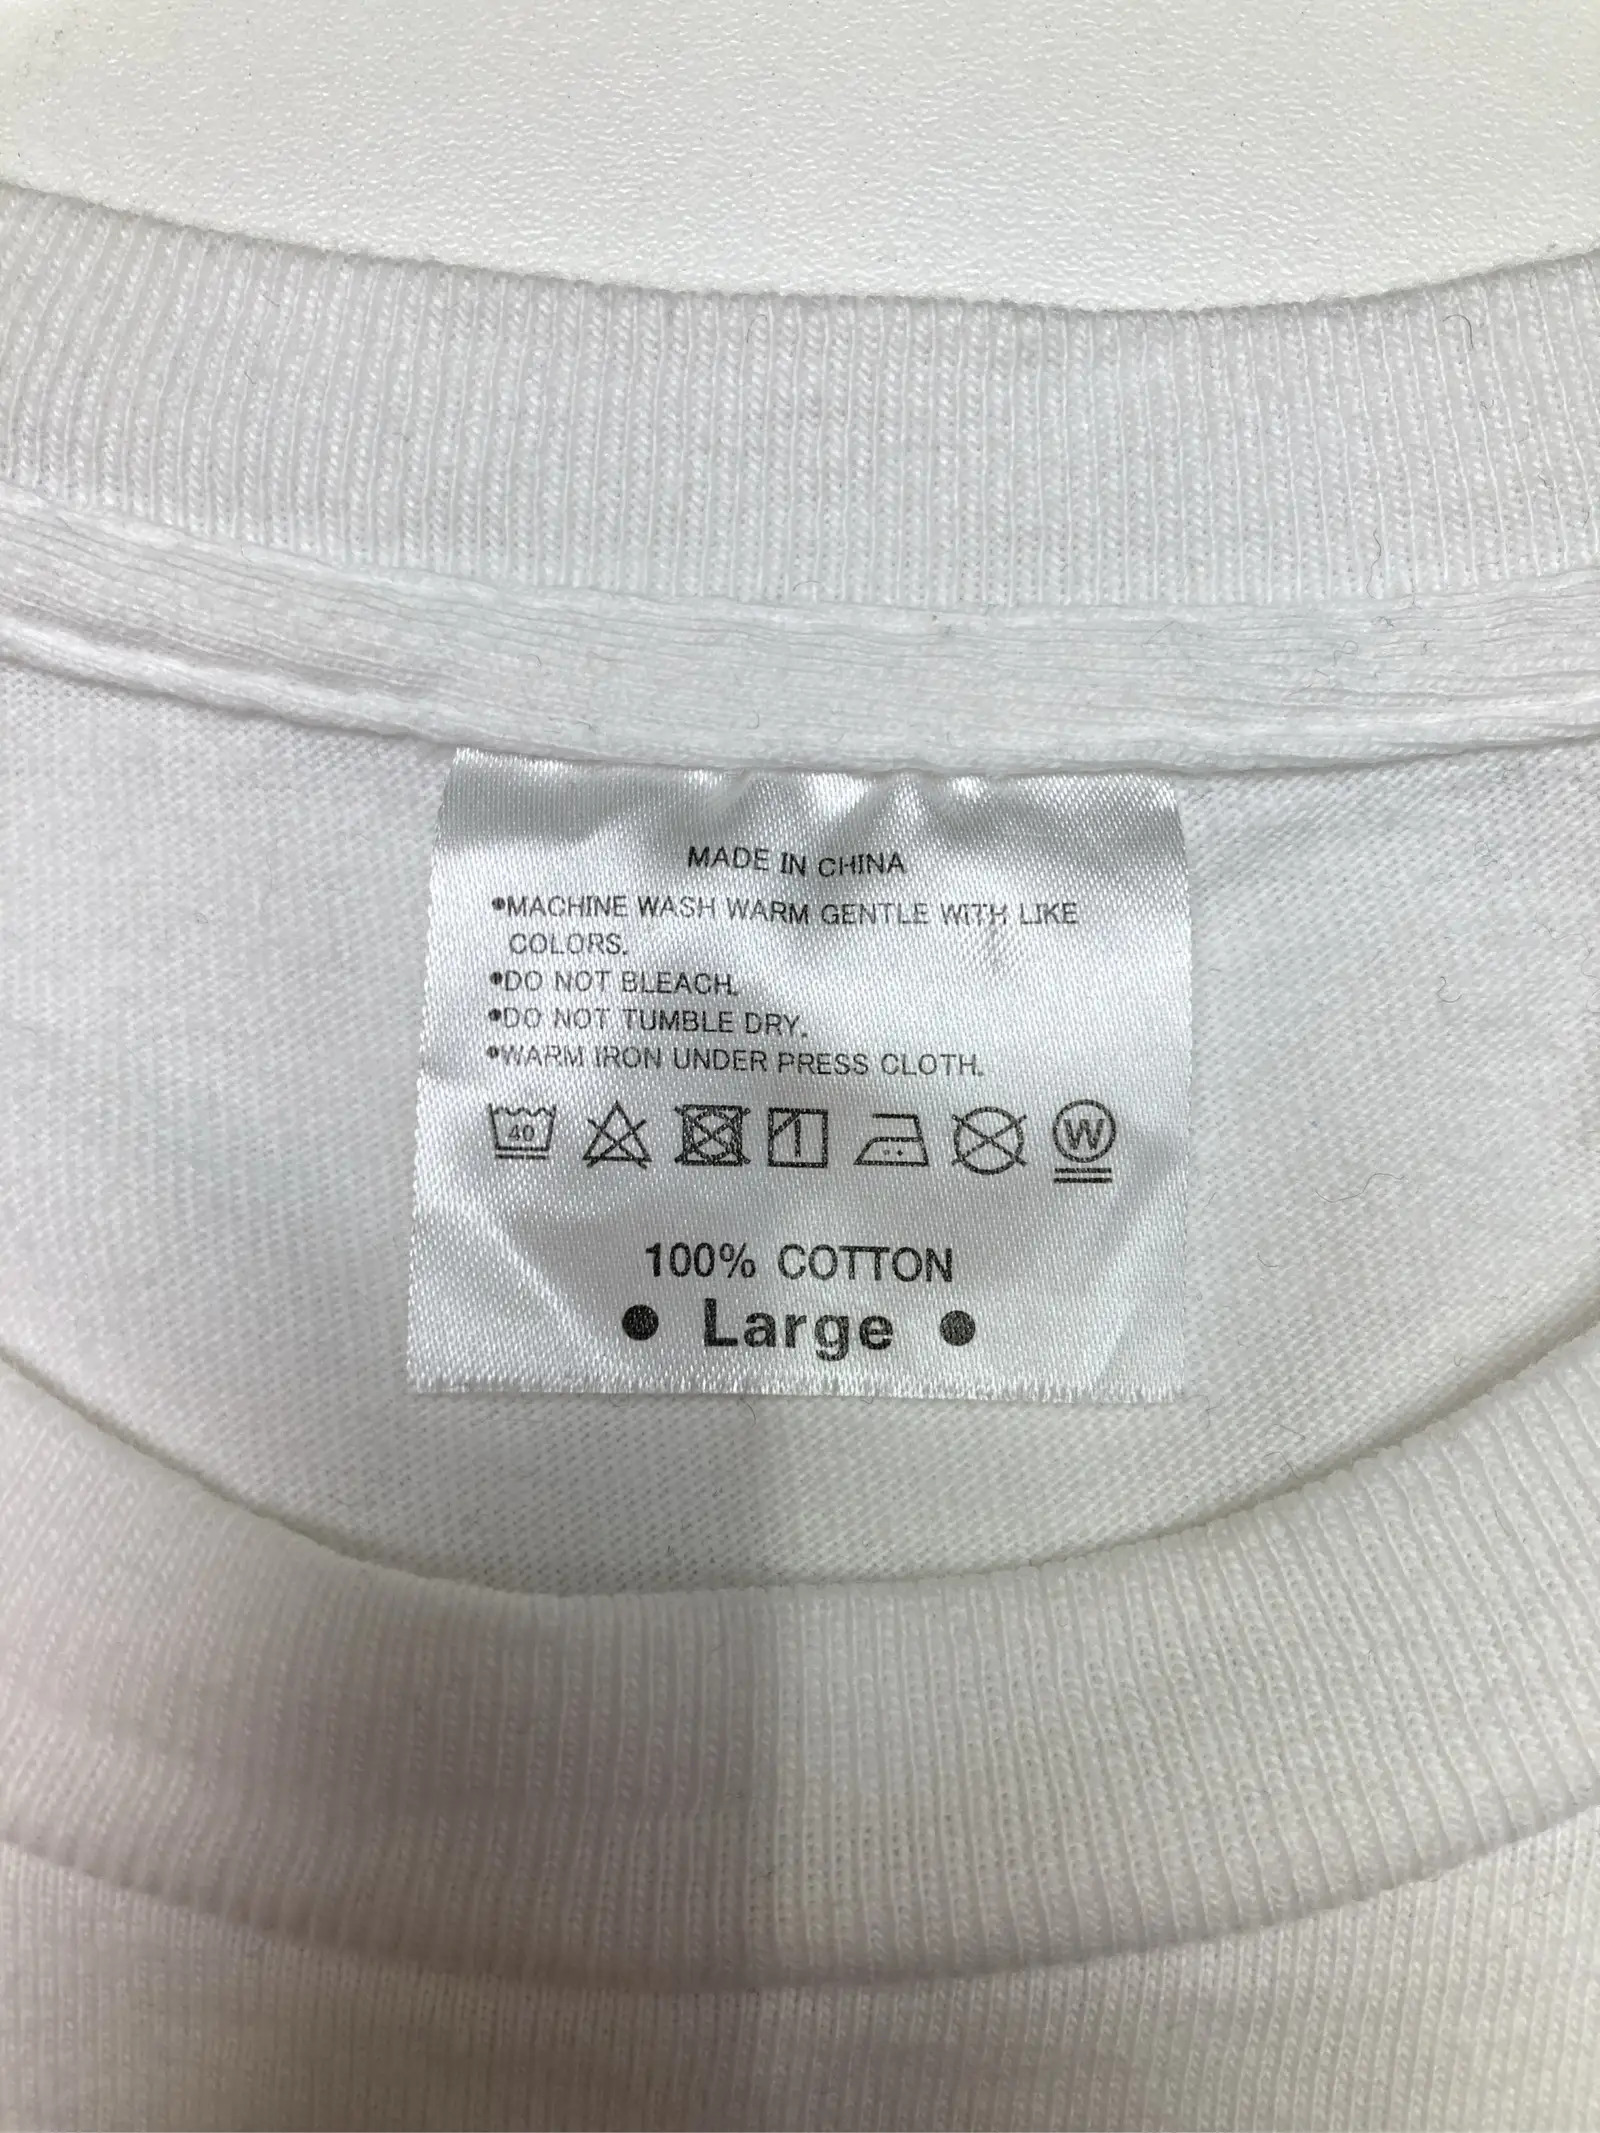 MADE IN CHINA
•MACHINE WASH WARM GENTLE WITH LIKE
COLORS.
•DO NOT BLEACH.
•DO NOT TUMBLE DRY.
•WARM IRON UNDER PRESS CLOTH.
40 W
100% COTTON
● Large ●